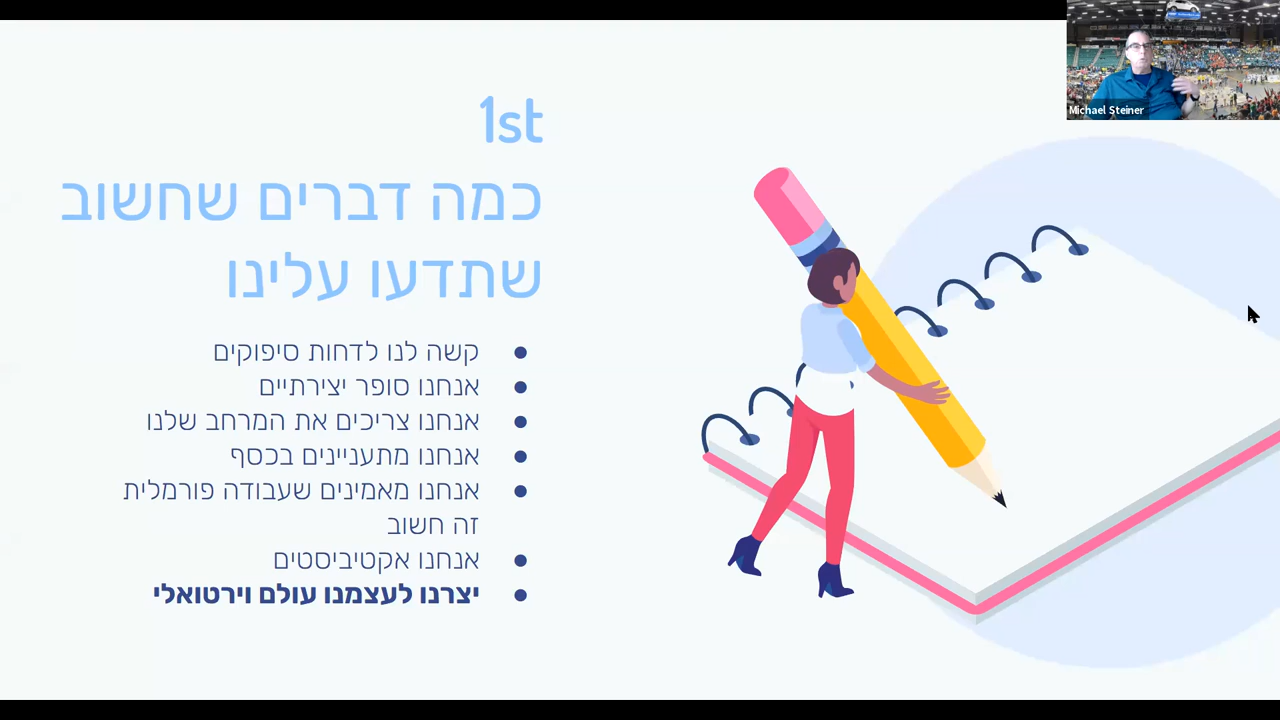 1st
כמה דברים שחשוב
שתדעו עלינו
● קשה לנו לדחות סיפוקים
● אנחנו סופר יצירתיים
● אנחנו צריכים את המרחב שלנו
● אנחנו מתעניינים בכסף
● אנחנו מאמינים שעבודה פורמלית
זה חשוב
● אנחנו אקטיביסטים
● יצרנו לעצמנו עולם וירטואלי
Michael Steiner